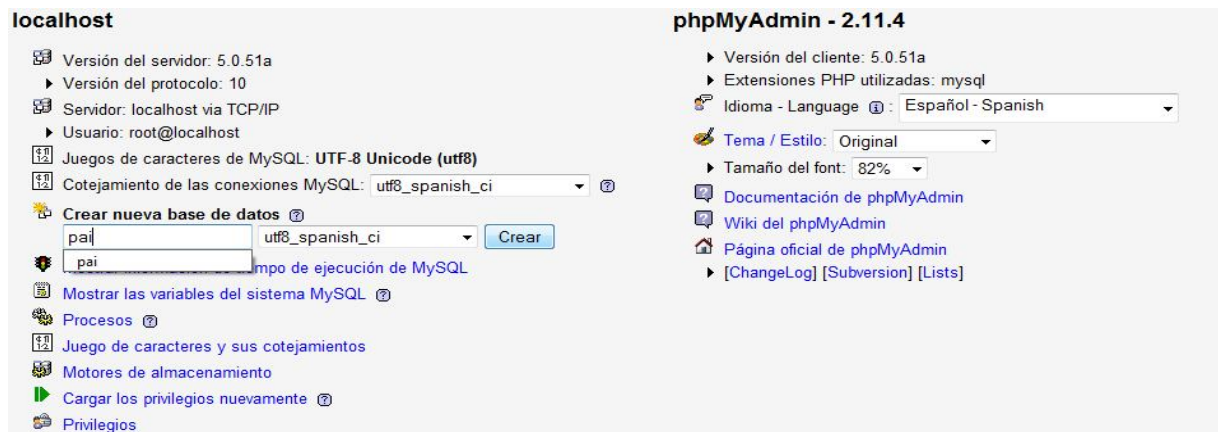 localhost
Versión del servidor: 5.0.51a
Versión del protocolo: 10
Servidor: localhost via TCP/IP
Usuario: root@localhost
Juegos de caracteres de MySQL: UTF-8 Unicode (utf8)
Cotejamiento de las conexiones MySQL: utf8_spanish_ci
Crear nueva base de datos
pai utf8_spanish_ci Crear
pai
de ejecución de MySQL
Mostrar las variables del sistema MySQL
Procesos
Juego de caracteres y sus cotejamientos
Motores de almacenamiento
Cargar los privilegios nuevamente
Privilegios
phpMyAdmin - 2.11.4
Versión del cliente: 5.0.51a
Extensiones PHP utilizadas: mysql
Idioma - Language : Español - Spanish
Tema / Estilo: Original
Tamaño del font: 82%
Documentación de phpMyAdmin
Wiki del phpMyAdmin
Página oficial de phpMyAdmin
[ChangeLog] [Subversion] [Lists]